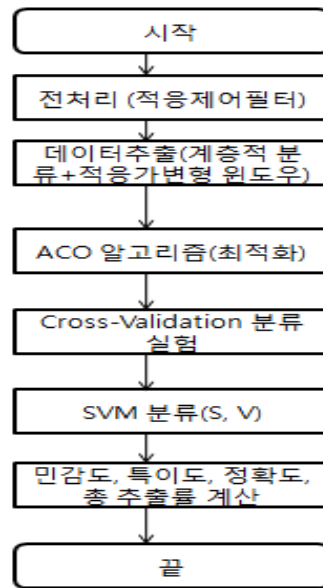 시작
전처리 (적응제어필터)
데이터추출(계층적 분
류+적응가변형 윈도우)
ACO 알고리즘(최적화)
Cross-Validation 분류
실험
SVM 분류(S, V)
민감도, 특이도, 정확도,
총 추출률 계산
끝